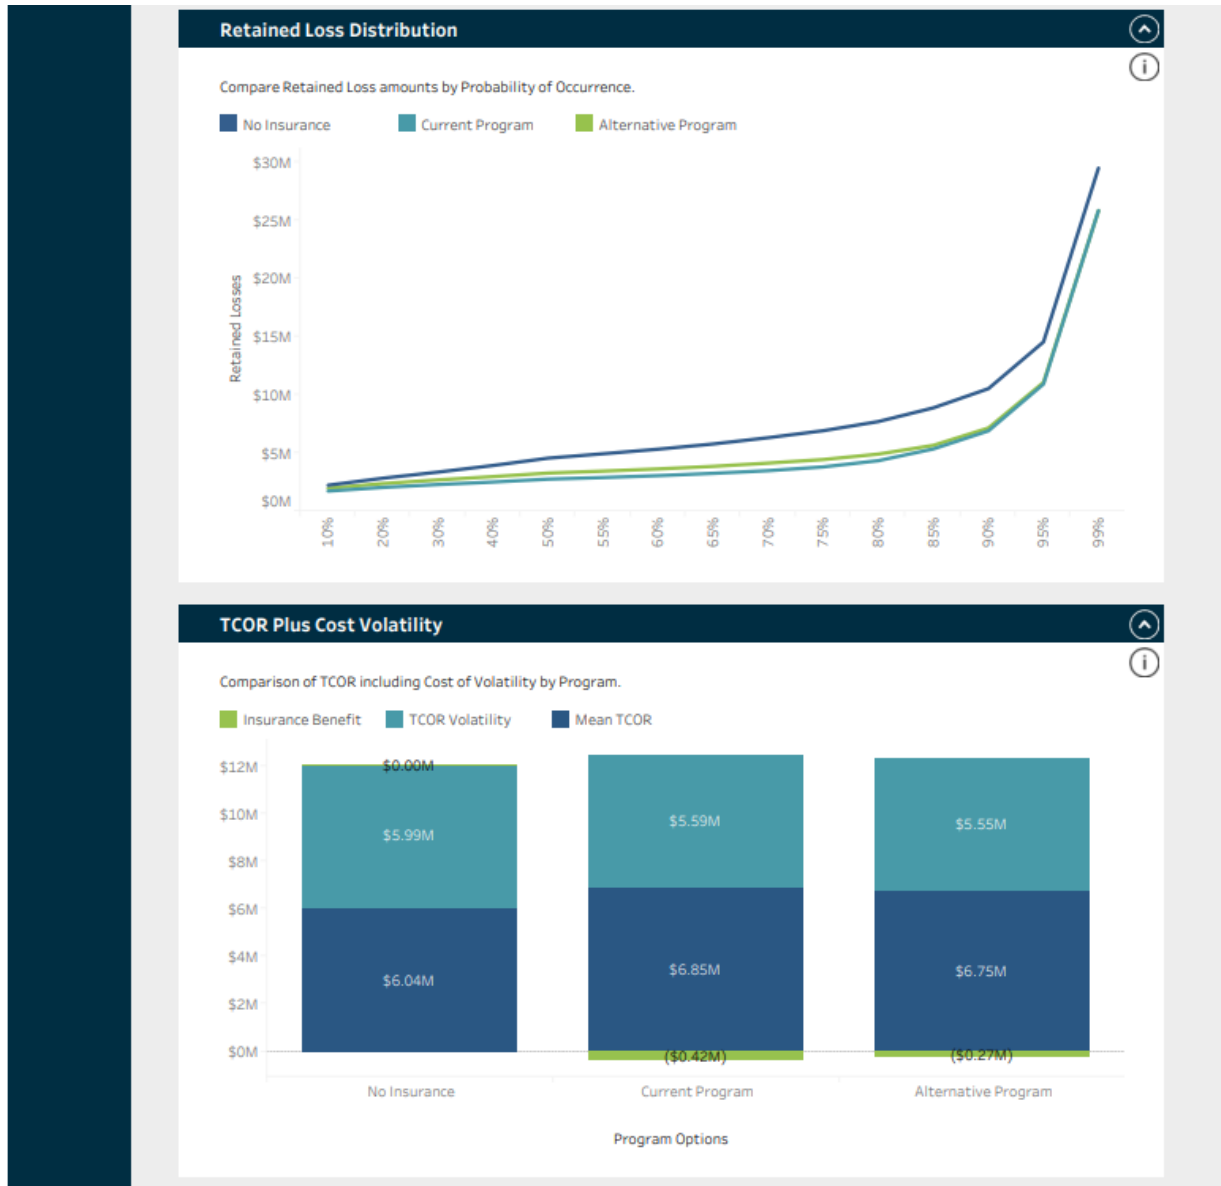 Retained Loss Distribution
Compare Retained Loss amounts by Probability of Occurrence.
No Insurance Current Program Alternative Program
$30M
$25M
$20M
$15M
$10M
$5M
$0M
Retained Losses
10% 20% 30% 40% 50% 55% 60% 65% 70% 75% 80% 85% 90% 95% 99%
TCOR Plus Cost Volatility
Comparison of TCOR including Cost of Volatility by Program.
Insurance Benefit TCOR Volatility Mean TCOR
$12M
$10M
$8M
$6M
$4M
$2M
$0M
$0.00M
$5.99M
$6.04M
$5.59M
$6.85M
($0.42M)
$5.55M
$6.75M
($0.27M)
No Insurance Current Program Alternative Program
Program Options